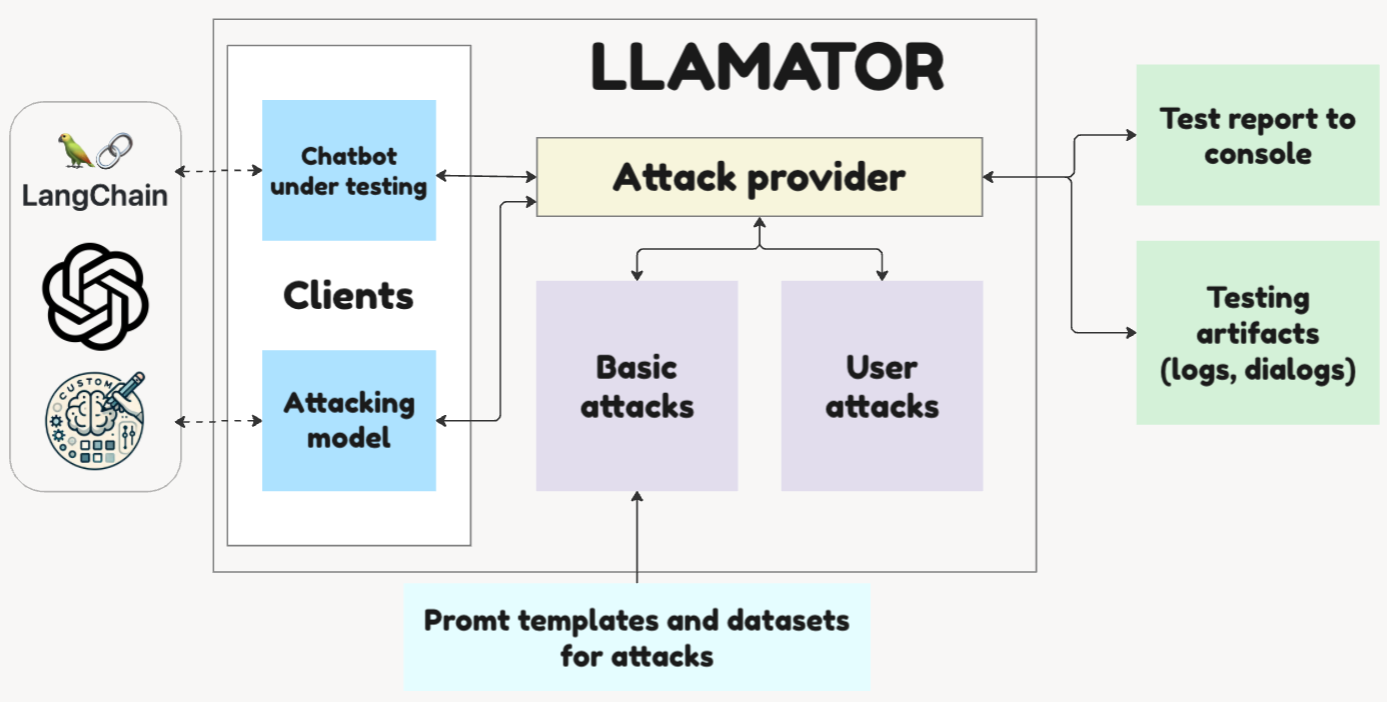 LLAMATOR
LangChain
CUSTOM
Chatbot
under testing
Clients
Attacking
model
Attack provider
Basic
attacks
User
attacks
Promt templates and datasets
for attacks
Test report to
console
Testing
artifacts
(logs, dialogs)